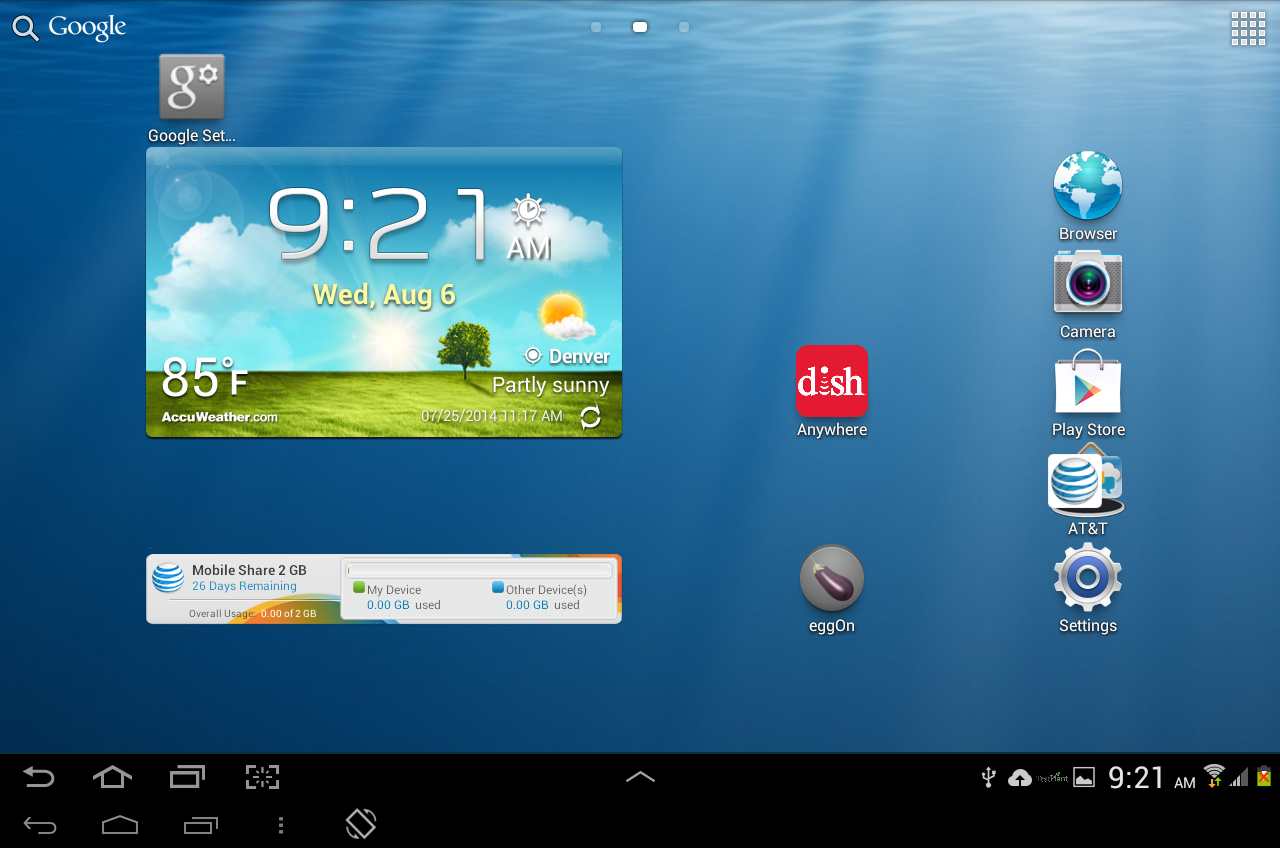 Google
Google Set...
9:21
AM
Wed, Aug 6
85°F
Denver
Partly sunny
AccuWeather.com
07/25/2014 11:17 AM
Browser
Camera
dish
Anywhere
Play Store
AT&T
Mobile Share 2 GB
26 Days Remaining
Overall Usage: 0.00 of 2 GB
My Device
0.00 GB used
Other Device(s)
0.00 GB used
eggOn
Settings
TestPlant
9:21 AM